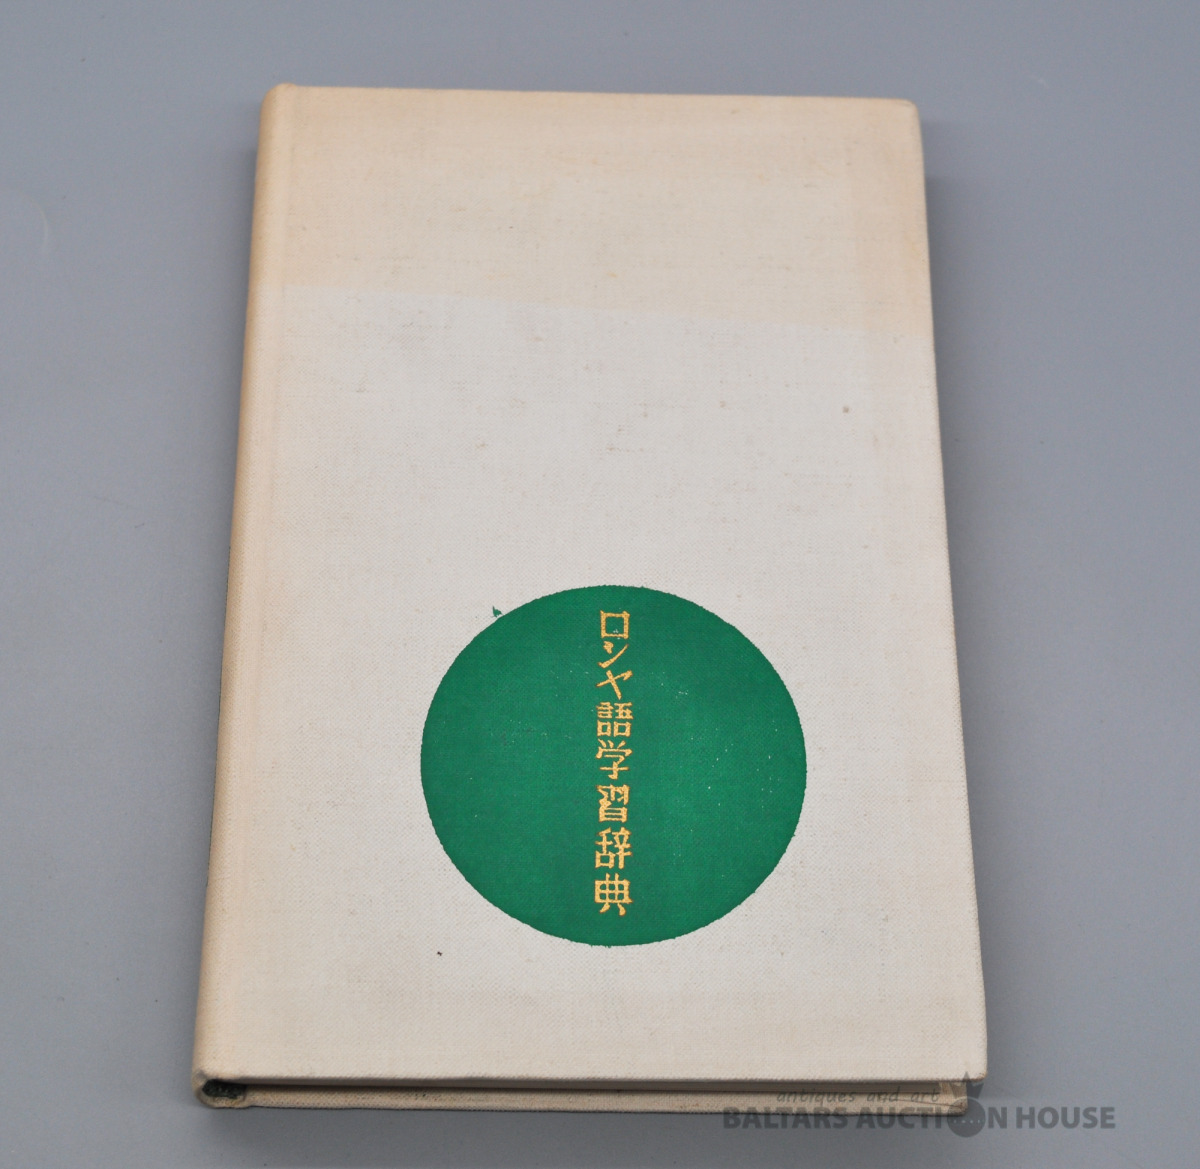 ロシヤ語学習辞典
antiques and art
BALTARS AUCTION HOUSE